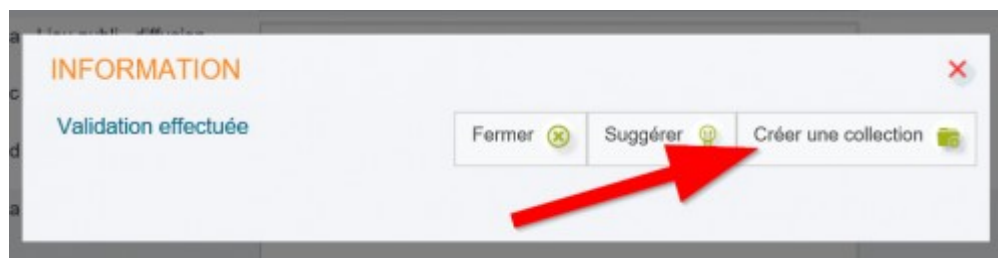 INFORMATION
Validation effectuée
Fermer
Suggérer
Créer une collection